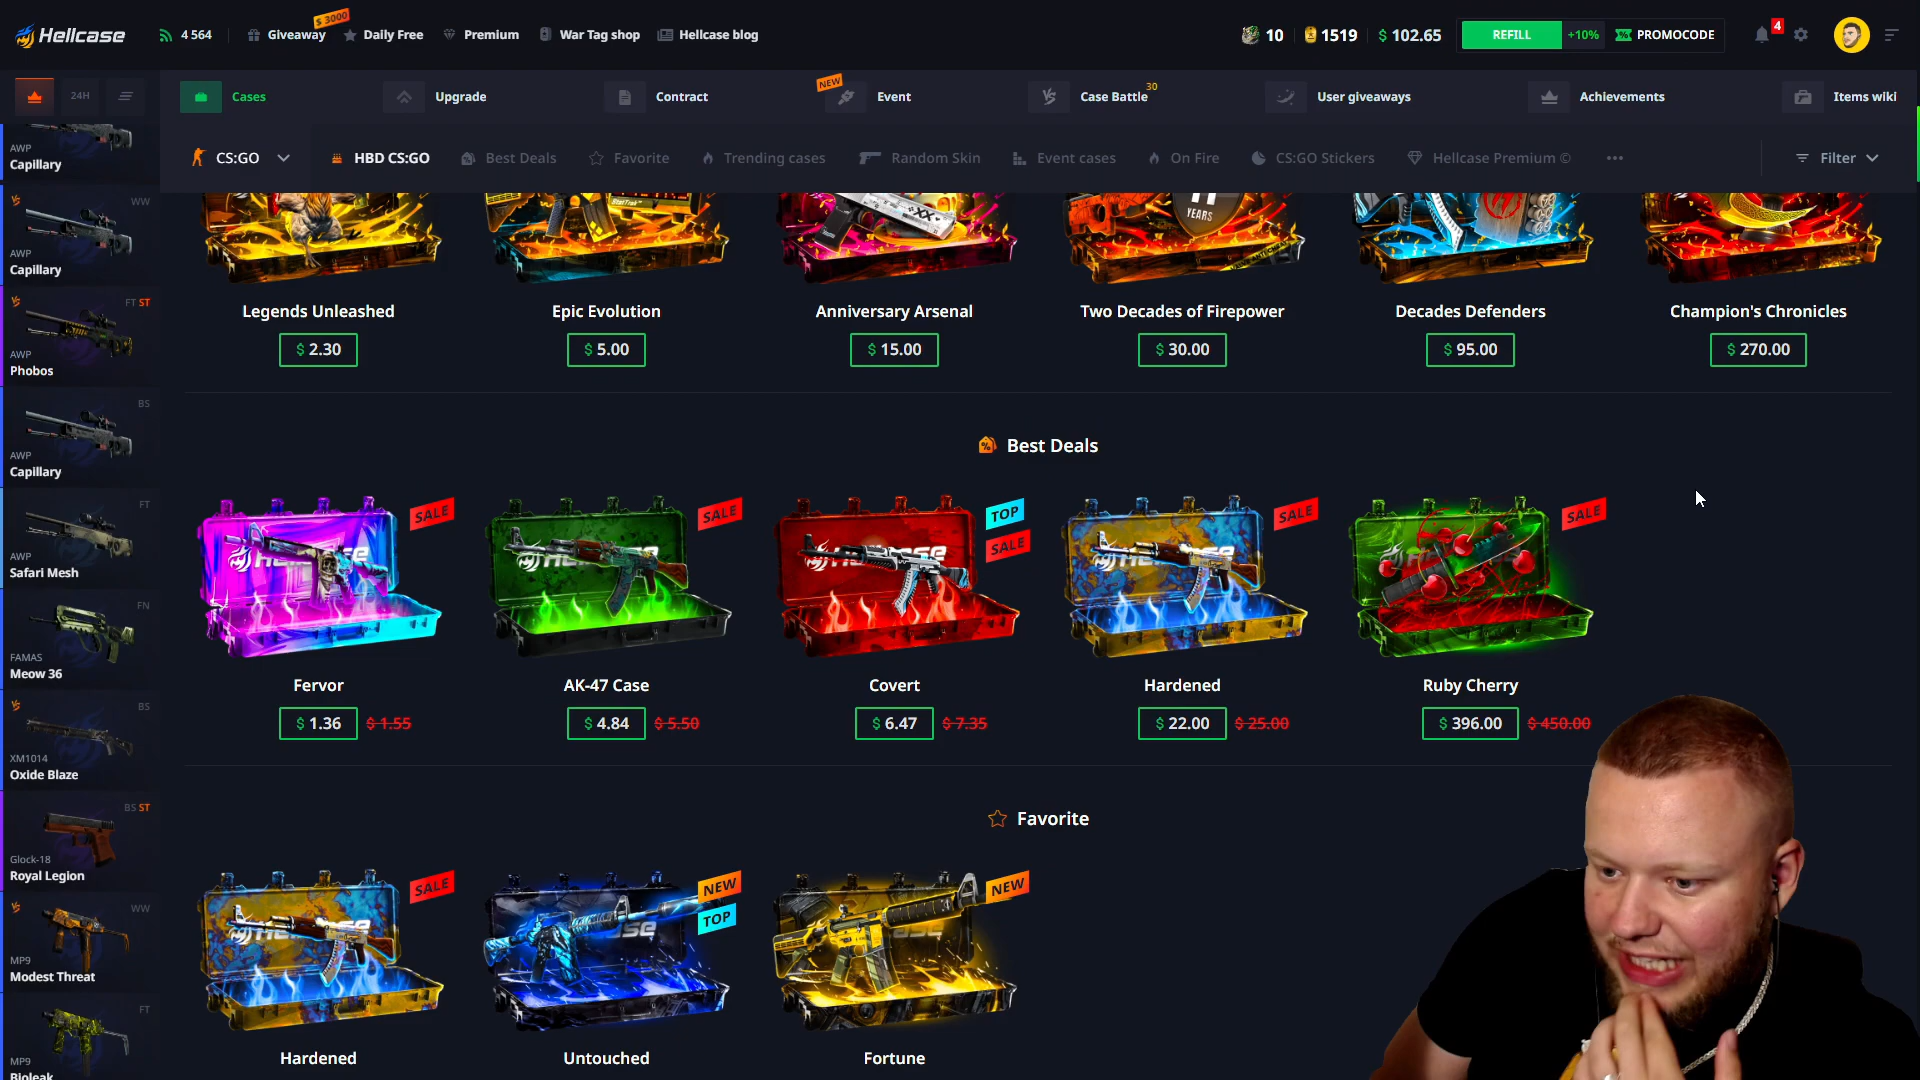 Hellcase
4 564
Giveaway
$ 3000
Daily Free
Premium
War Tag shop
Hellcase blog
10
1519
$ 102.65
REFILL
+10%
PROMOCODE
4
24H
Cases
Upgrade
Contract
NEW
Event
Case Battle
30
User giveaways
Achievements
Items wiki
CS:GO
HBD CS:GO
Best Deals
Favorite
Trending cases
Random Skin
Event cases
On Fire
CS:GO Stickers
Hellcase Premium ©
Filter
AWP
Capillary
WW
AWP
Capillary
FT ST
AWP
Phobos
BS
AWP
Capillary
FT
AWP
Safari Mesh
FN
FAMAS
Meow 36
BS
XM1014
Oxide Blaze
BS ST
Glock-18
Royal Legion
WW
MP9
Modest Threat
FT
MP9
Bioleak
StatTrak
YEARS
Legends Unleashed
$ 2.30
Epic Evolution
$ 5.00
Anniversary Arsenal
$ 15.00
Two Decades of Firepower
$ 30.00
Decades Defenders
$ 95.00
Champion's Chronicles
$ 270.00
Best Deals
SALE
SALE
TOP
SALE
SALE
SALE
Fervor
$ 1.36 $ 1.55
AK-47 Case
$ 4.84 $ 5.50
Covert
$ 6.47 $ 7.35
Hardened
$ 22.00 $ 25.00
Ruby Cherry
$ 396.00 $ 450.00
Favorite
SALE
NEW
TOP
NEW
Hardened
Untouched
Fortune